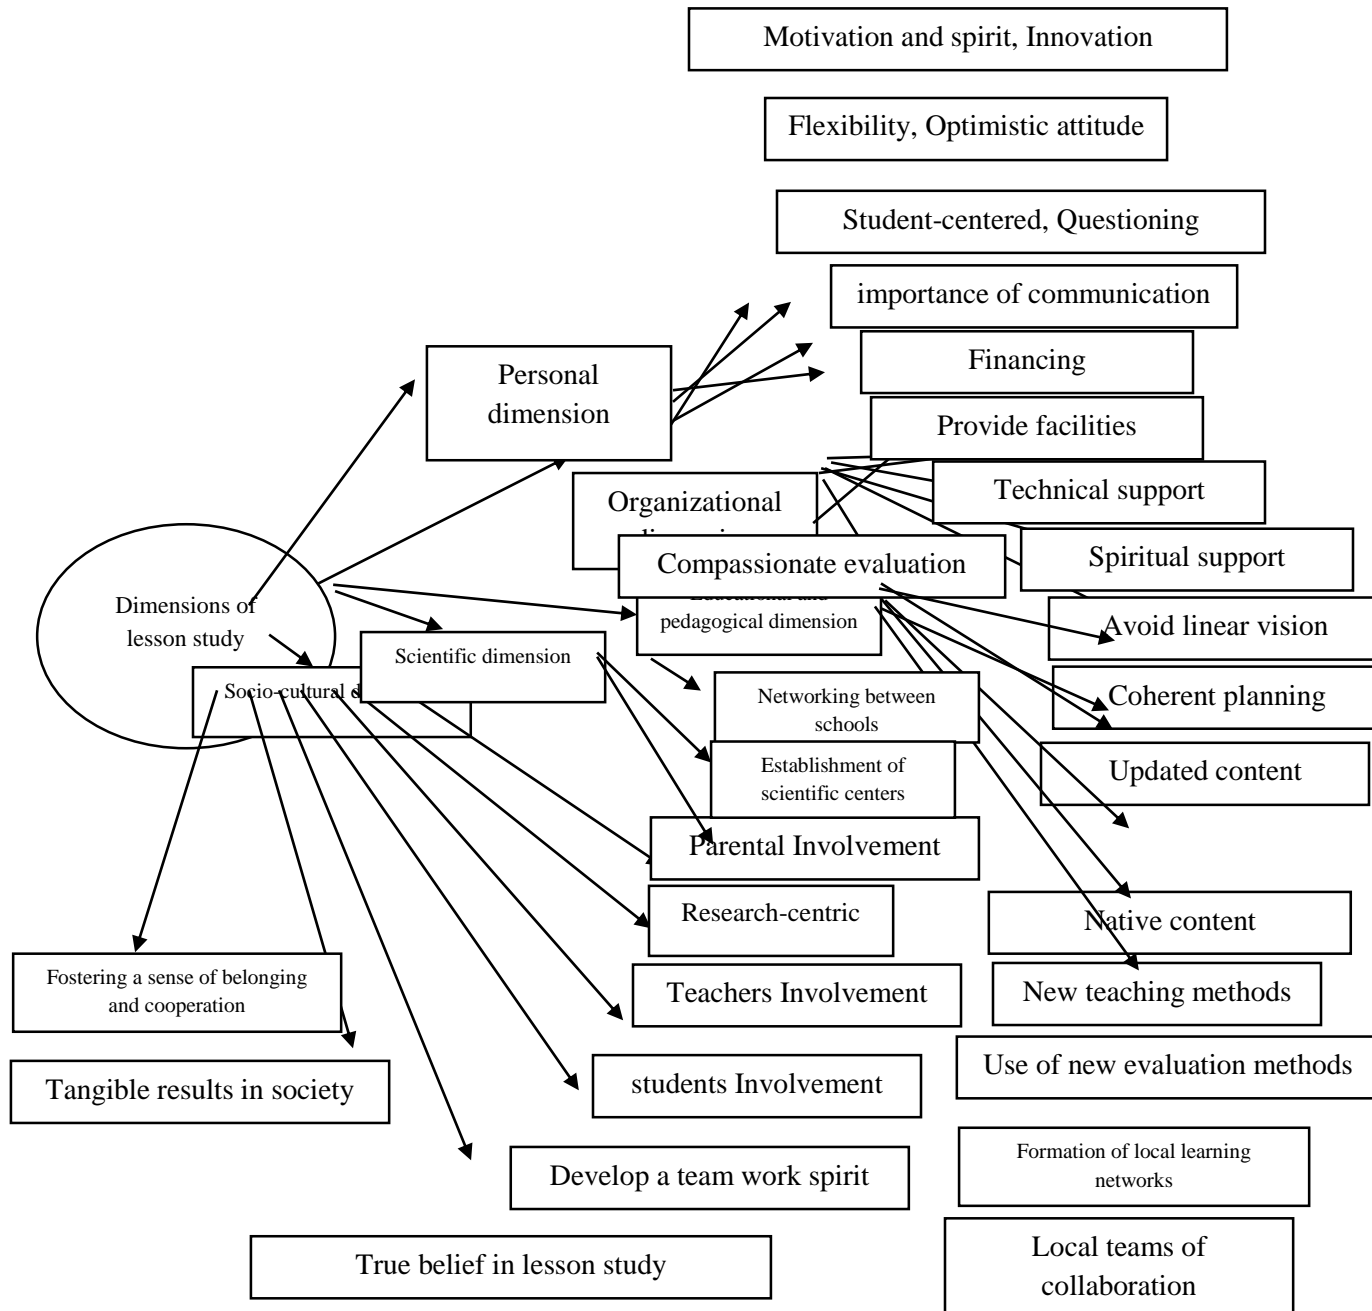 Motivation and spirit, Innovation
Flexibility, Optimistic attitude
Student-centered, Questioning
importance of communication
Financing
Personal
dimension
Provide facilities
Technical support
Organizational
Spiritual support
Compassionate evaluation
pedagogical dimension
Dimensions of
lesson study
Avoid linear vision
Scientific dimension
Socio-cultural
Networking between
schools
Coherent planning
Establishment of
scientific centers
Updated content
Parental Involvement
Research-centric
Native content
Fostering a sense of belonging
and cooperation
Teachers Involvement
New teaching methods
Tangible results in society
students Involvement
Use of new evaluation methods
Develop a team work spirit
Formation of local learning
networks
True belief in lesson study
Local teams of
collaboration